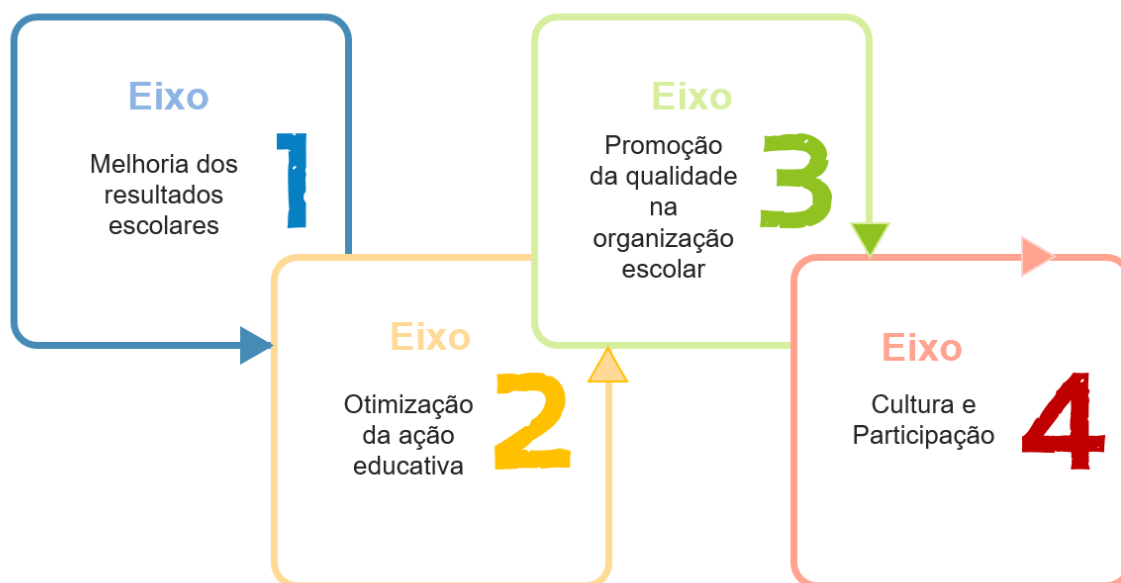 Eixo
1
Melhoria dos
resultados
escolares
Eixo
2
Otimização
da ação
educativa
Eixo
3
Promoção
da qualidade
na
organização
escolar
Eixo
4
Cultura e
Participação